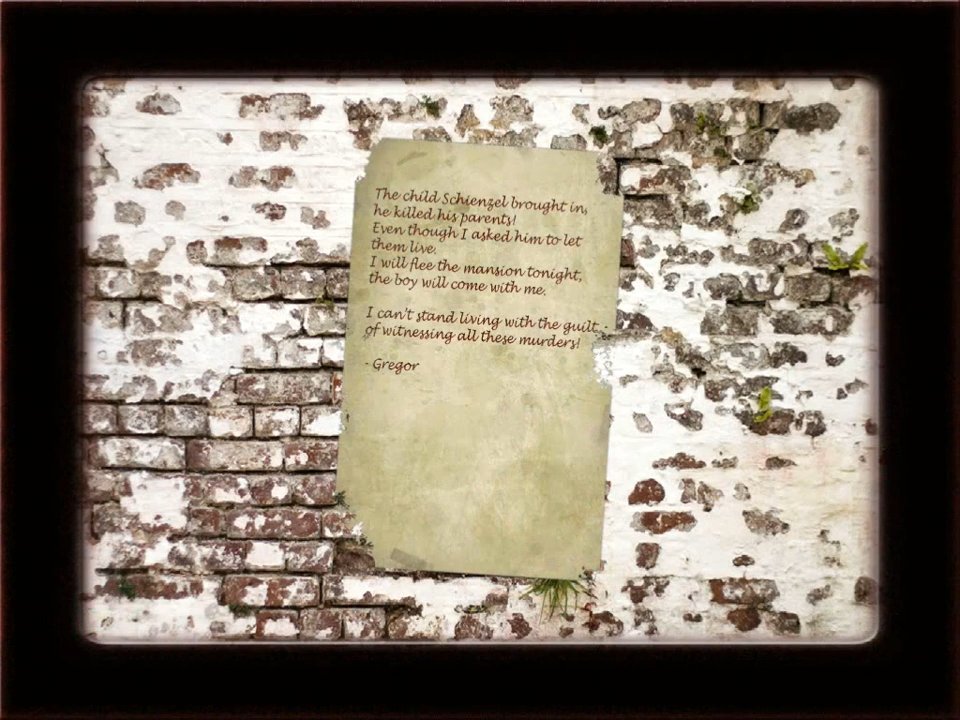 The child Schienzel brought in,
he killed his parents!
Even though I asked him to let
them live.
I will flee the mansion tonight,
the boy will come with me.
I can't stand living with the guilt -
of witnessing all these murders!
- Gregor